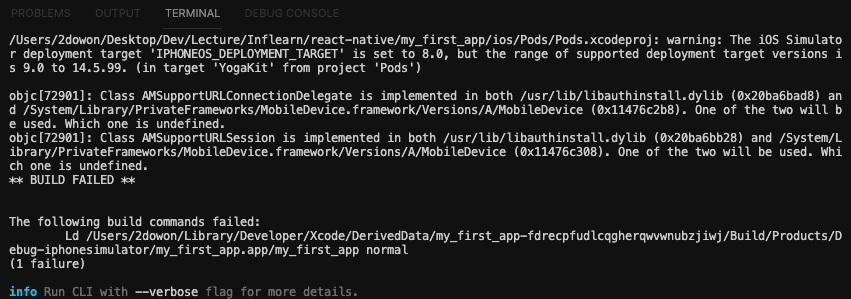 PROBLEMS OUTPUT TERMINAL DEBUG CONSOLE
/Users/2dowon/Desktop/Dev/Lecture/Inflearn/react-native/my_first_app/ios/Pods/Pods.xcodeproj: warning: The iOS Simulato
r deployment target 'IPHONEOS_DEPLOYMENT_TARGET' is set to 8.0, but the range of supported deployment target versions i
s 9.0 to 14.5.99. (in target 'YogaKit' from project 'Pods')
objc[72901]: Class AMSupportURLConnectionDelegate is implemented in both /usr/lib/libauthinstall.dylib (0x20ba6bad8) an
d /System/Library/PrivateFrameworks/MobileDevice.framework/Versions/A/MobileDevice (0x11476c2b8). One of the two will b
e used. Which one is undefined.
objc[72901]: Class AMSupportURLSession is implemented in both /usr/lib/libauthinstall.dylib (0x20ba6bb28) and /System/L
ibrary/PrivateFrameworks/MobileDevice.framework/Versions/A/MobileDevice (0x11476c308). One of the two will be used. Whi
ch one is undefined.
** BUILD FAILED **
The following build commands failed:
Ld /Users/2dowon/Library/Developer/Xcode/DerivedData/my_first_app-fdrecpfudlcqgherqwvwnubzjiwj/Build/Products/D
ebug-iphonesimulator/my_first_app.app/my_first_app normal
(1 failure)
info Run CLI with --verbose flag for more details.